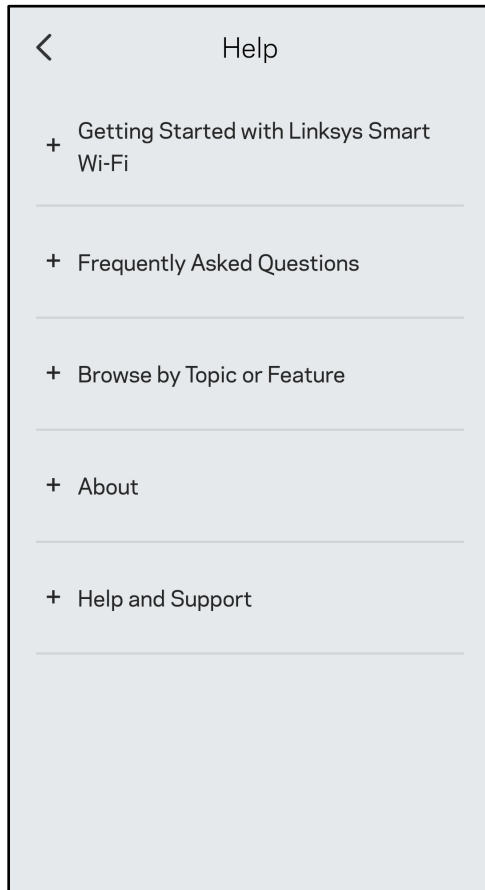 Help
Getting Started with Linksys Smart
Wi-Fi
Frequently Asked Questions
Browse by Topic or Feature
About
Help and Support